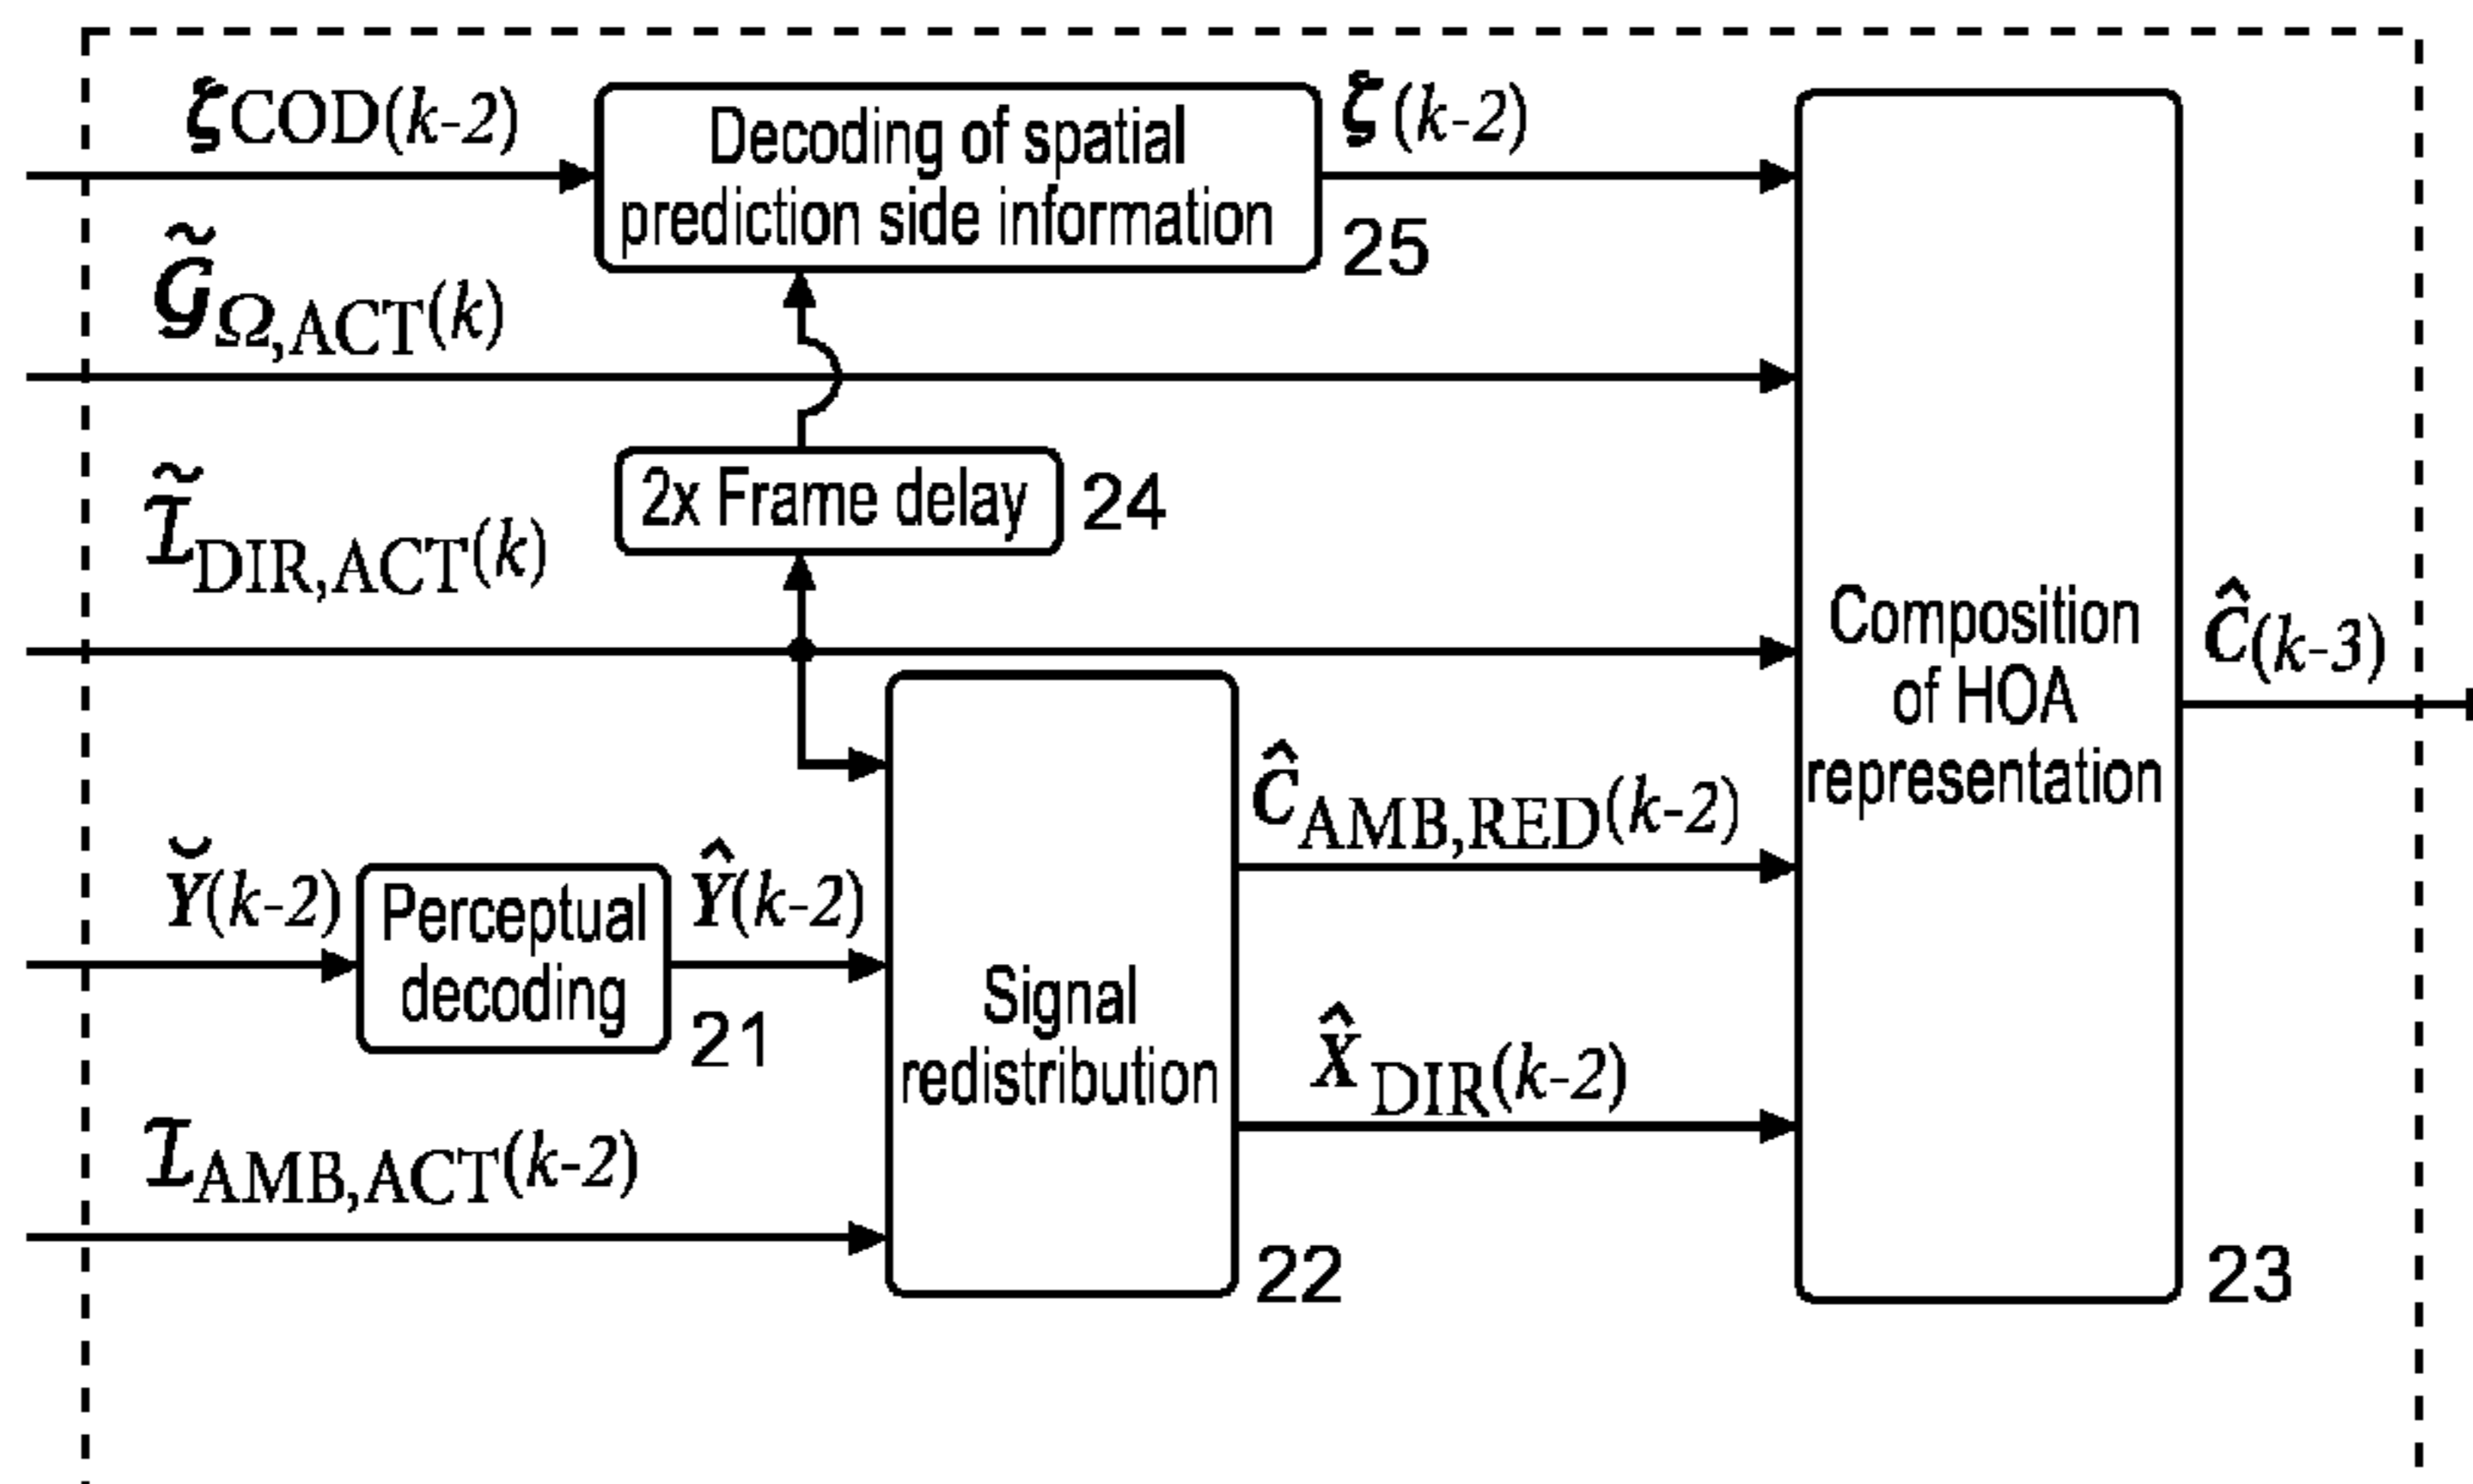 ζCOD(k-2)
Decoding of spatial
prediction side information
ζ(k-2)
25
G̃Ω,ACT(k)
2x Frame delay
24
Ĩ DIR,ACT(k)
Composition
of HOA
representation
Ĉ(k-3)
ĈAMB,RED(k-2)
Y̆(k-2)
Perceptual
decoding
21
Ŷ(k-2)
Signal
redistribution
X̂ DIR(k-2)
I AMB,ACT(k-2)
22
23